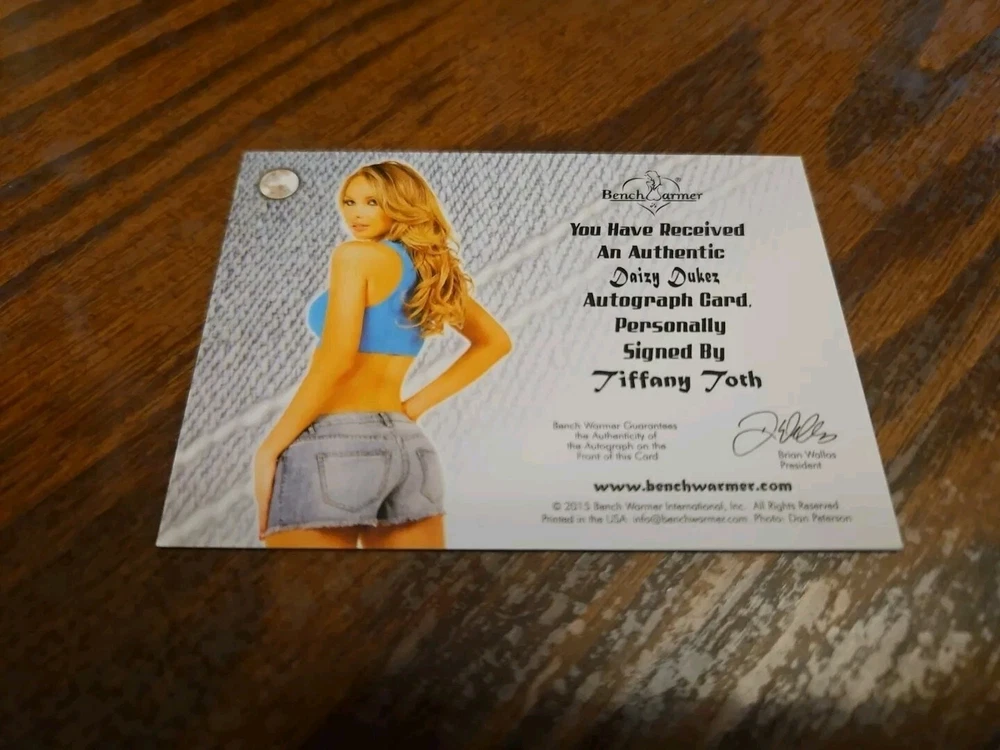 Bench Warmer
You Have Received
An Authentic
Daizy Dukez
Autograph Card.
Personally
Signed By
Tiffany Toth
Bench Warmer Guarantees
the Authenticity of
the Autograph on the
Front of this Card
Brian Wallos
President
www.benchwarmer.com
© 2015 Bench Warmer International, Inc. All Rights Reserved
Printed in the USA info@benchwarmer.com Photo: Dan Peterson